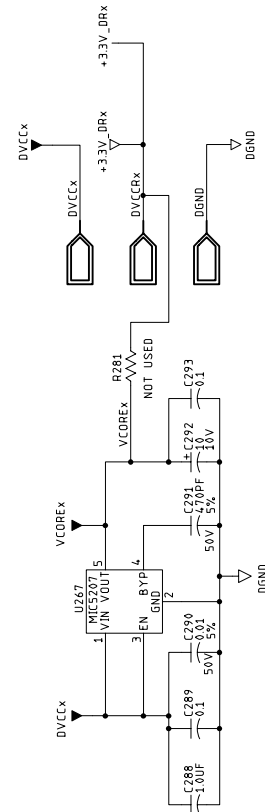 DVCCx
VCOREx
U267
MIC5207
1
VIN VOUT
5
3
EN BYP
4
GND
2
C288
1.0UF
C289
0.1
C290
0.01
50V
5%
C291
470PF
50V
5%
+
C292
10
10V
C293
0.1
DGND
VCOREx
R281
NOT USED
DVCCx
DVCCx
DVCCRx
+3.3V_DRx
+3.3V_DRx
DGND
DGND